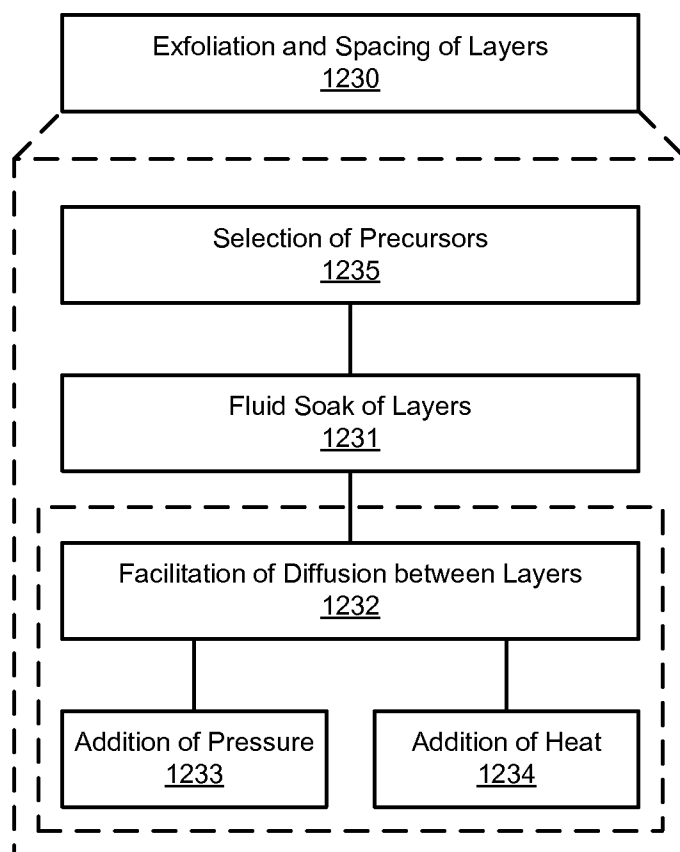 Exfoliation and Spacing of Layers
1230
Selection of Precursors
1235
Fluid Soak of Layers
1231
Facilitation of Diffusion between Layers
1232
Addition of Pressure
1233
Addition of Heat
1234